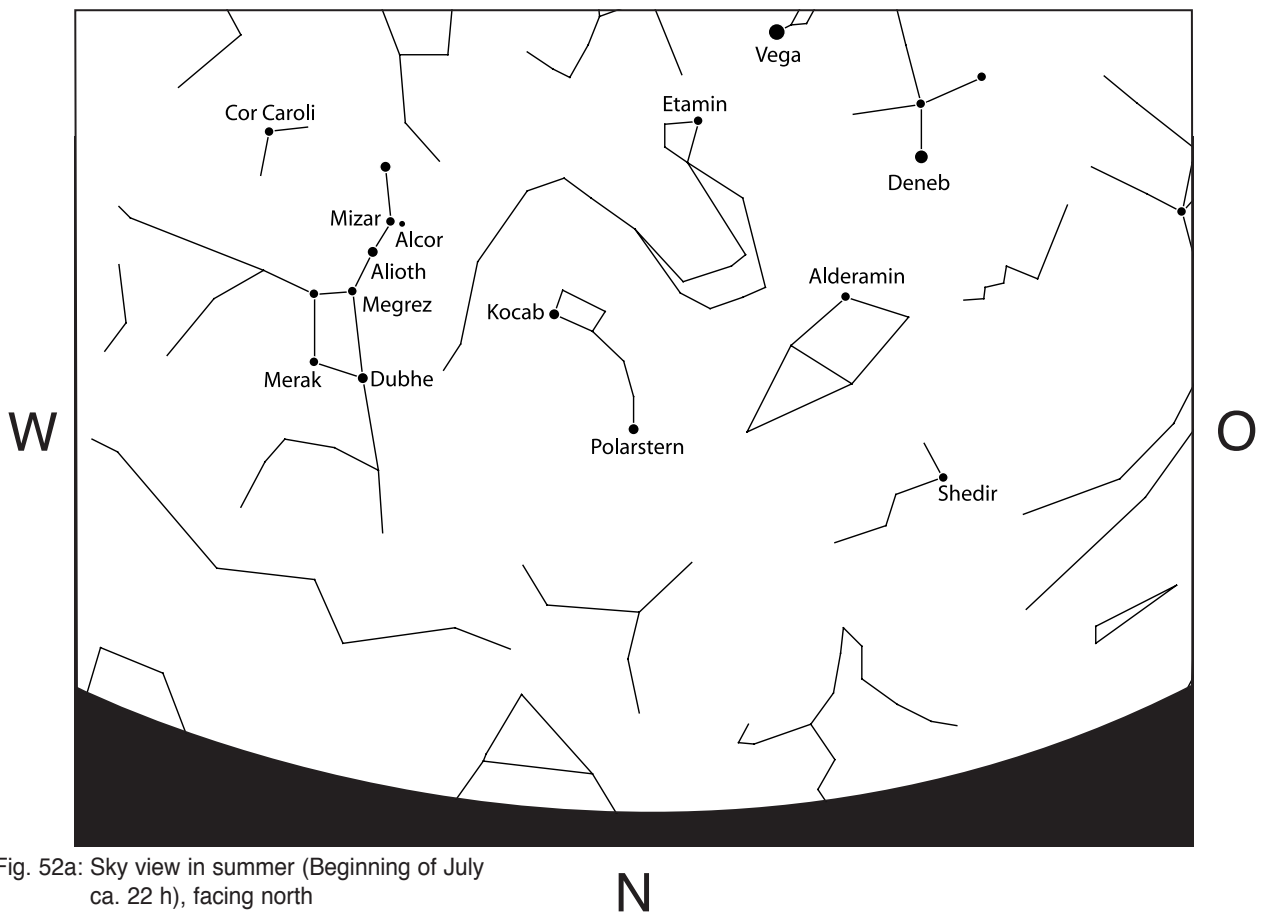 Vega
Etamin
Cor Caroli
Deneb
Mizar
Alcor
Alioth
Alderamin
Megrez
Kocab
Merak
Dubhe
W
O
Polarstern
Shedir
Fig. 52a: Sky view in summer (Beginning of July
ca. 22 h), facing north
N